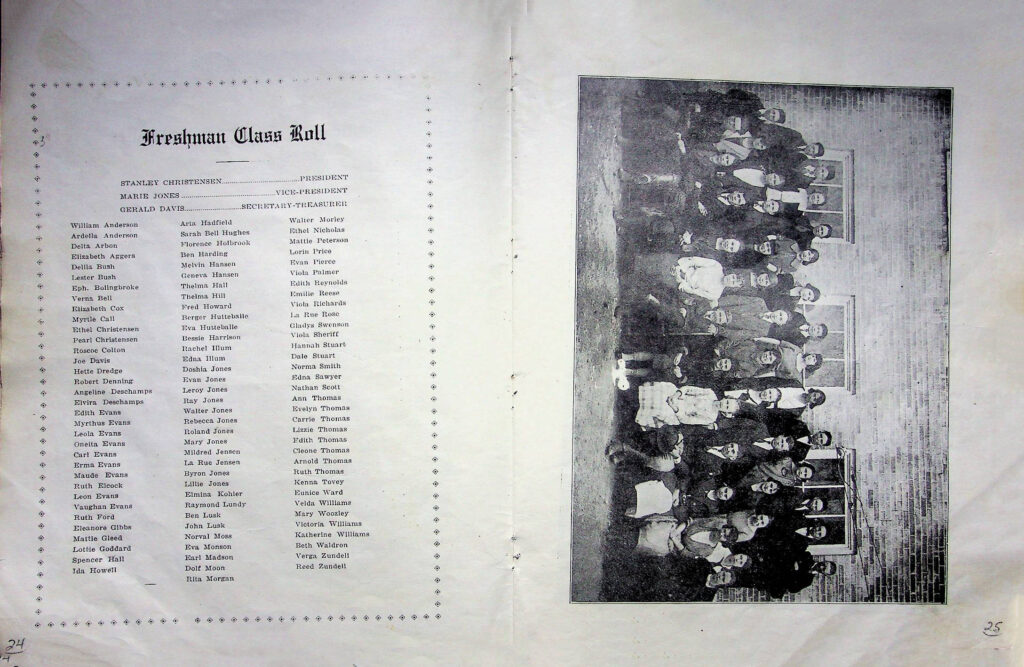 Freshman Class Roll
STANLEY CHRISTENSEN..............................PRESIDENT
MARIE JONES ...........................VICE-PRESIDENT
GERALD DAVIS................SECRETARY-TREASURER
William Anderson
Ardella Anderson
Delta Arbon
Elizabeth Aggers
Dellia Bush
Lester Bush
Eph. Bolingbroke
Verna Bell
Elizabeth Cox
Myrtle Call
Ethel Christensen
Pearl Christensen
Roscoe Colton
Joe Davis
Hette Dredge
Robert Denning
Angeline Deschamps
Elvira Deschamps
Edith Evans
Myrthus Evans
Leola Evans
Oneita Evans
Carl Evans
Erma Evans
Maude Evans
Ruth Elcock
Leon Evans
Vaughan Evans
Ruth Ford
Eleanore Gibbs
Mattie Gleed
Lottie Goddard
Spencer Hall
Ida Howell
Arta Hadfield
Sarah Bell Hughes
Florence Holbrook
Ben Harding
Melvin Hansen
Geneva Hansen
Thelma Hall
Thelma Hill
Fred Howard
Berger Hutteballe
Eva Hutteballe
Bessie Harrison
Rachel Illum
Edna Illum
Doshia Jones
Evan Jones
Leroy Jones
Ray Jones
Walter Jones
Rebecca Jones
Roland Jones
Mary Jones
Mildred Jensen
La Rue Jensen
Byron Jones
Lillie Jones
Elmina Kohler
Raymond Lundy
Ben Lusk
John Lusk
Norval Moss
Eva Monson
Earl Madson
Dolf Moon
Rita Morgan
Walter Morley
Ethel Nicholas
Mattie Peterson
Loris Price
Evan Pierce
Viola Palmer
Edith Reynolds
Emilie Reese
Viola Richards
La Rue Rose
Gladys Swenson
Viola Sheriff
Hannah Stuart
Dale Stuart
Norma Smith
Edna Sawyer
Nathan Scott
Ann Thomas
Evelyn Thomas
Carrie Thomas
Lizzie Thomas
Edith Thomas
Cleone Thomas
Arnold Thomas
Ruth Thomas
Kenna Tovey
Eunice Ward
Velda Williams
Mary Woozley
Victoria Williams
Katherine Williams
Beth Waldron
Verga Zundell
Reed Zundell
24
25